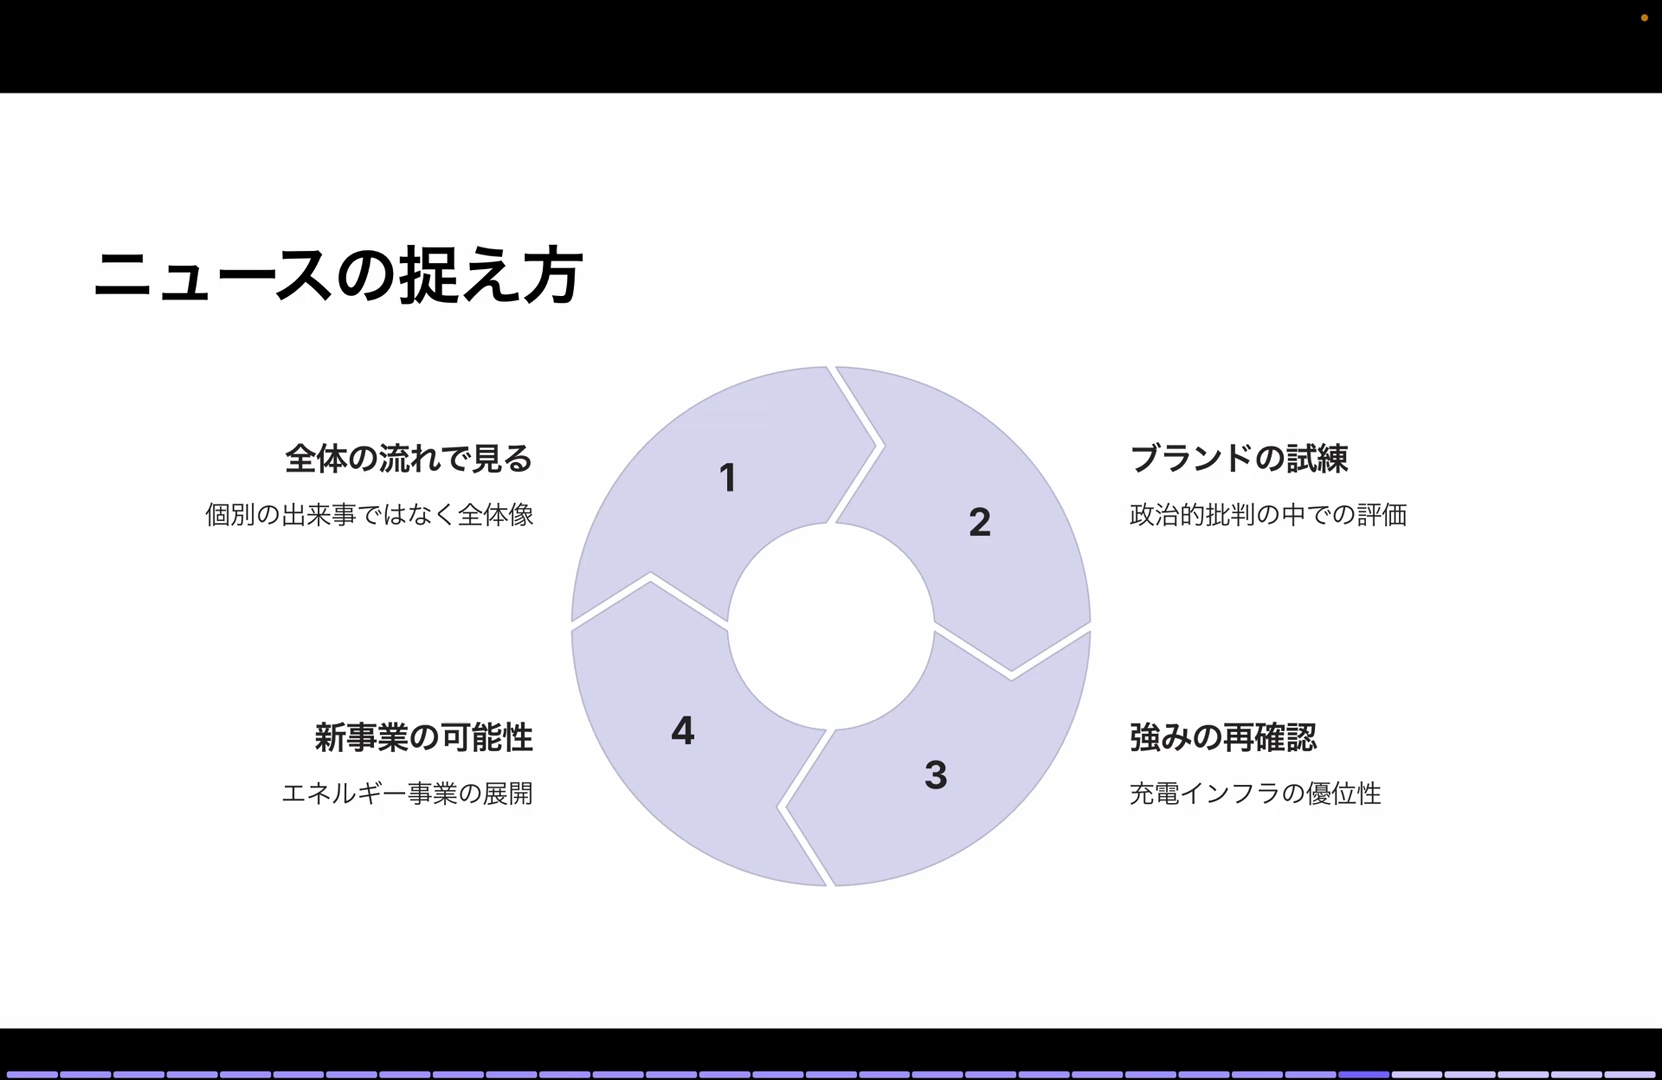 ニュースの捉え方
全体の流れで見る
個別の出来事ではなく全体像
1
ブランドの試練
政治的批判の中での評価
2
強みの再確認
充電インフラの優位性
3
新事業の可能性
エネルギー事業の展開
4